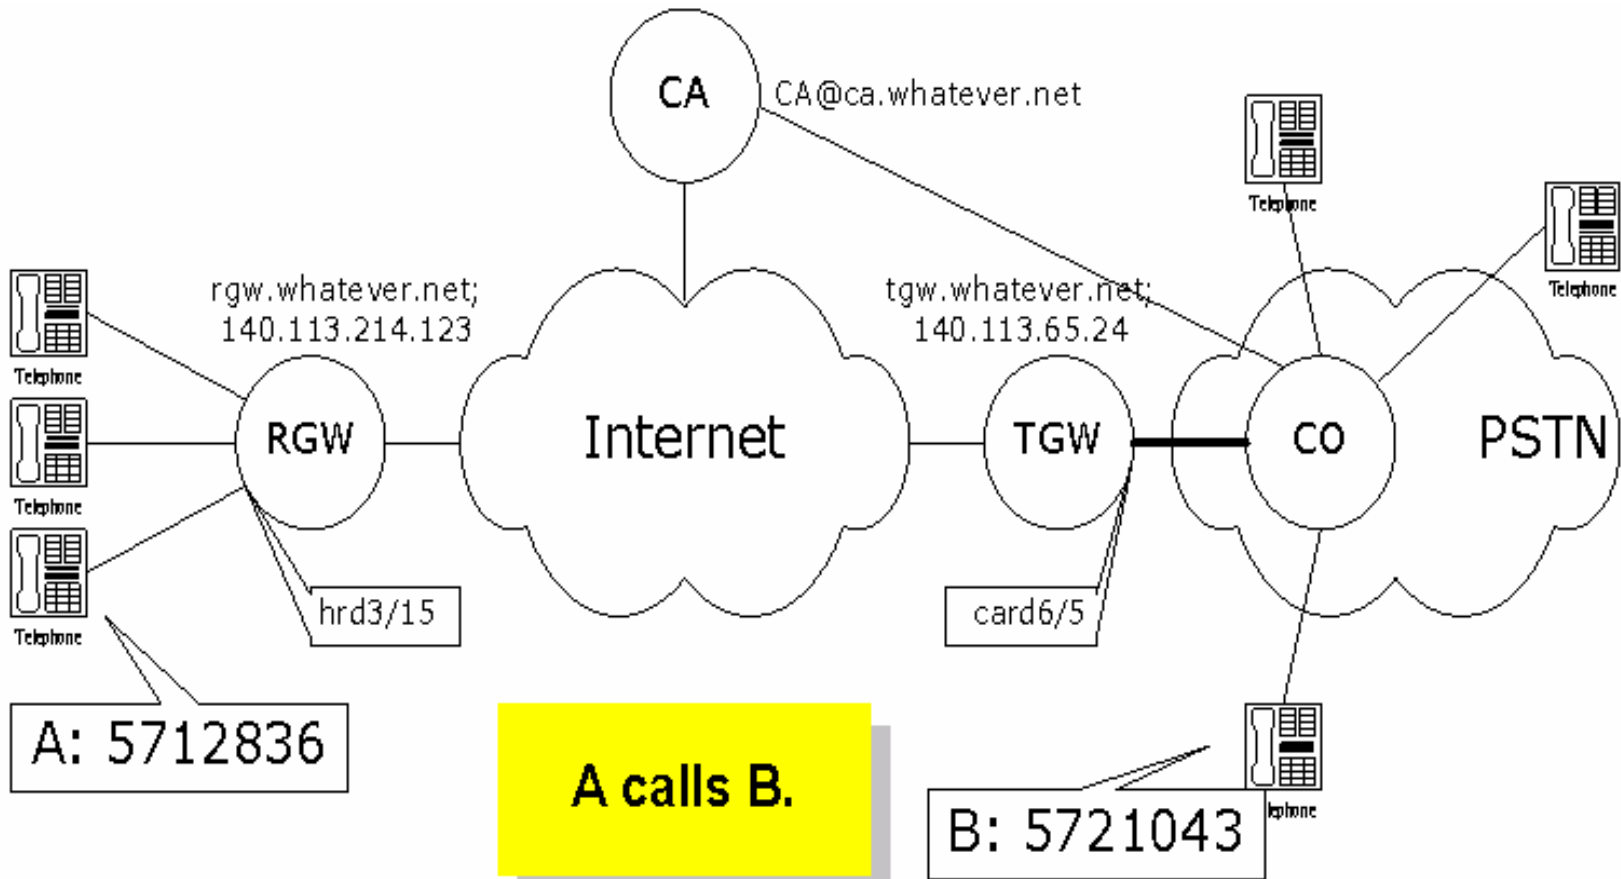 CA
CA@ca.whatever.net
Telephone
Telephone
rgw.whatever.net;
140.113.214.123
tgw.whatever.net;
140.113.65.24
Telephone
RGW
Internet
TGW
CO
PSTN
Telephone
hrd3/15
card6/5
Telephone
A: 5712836
A calls B.
B: 5721043
lephone